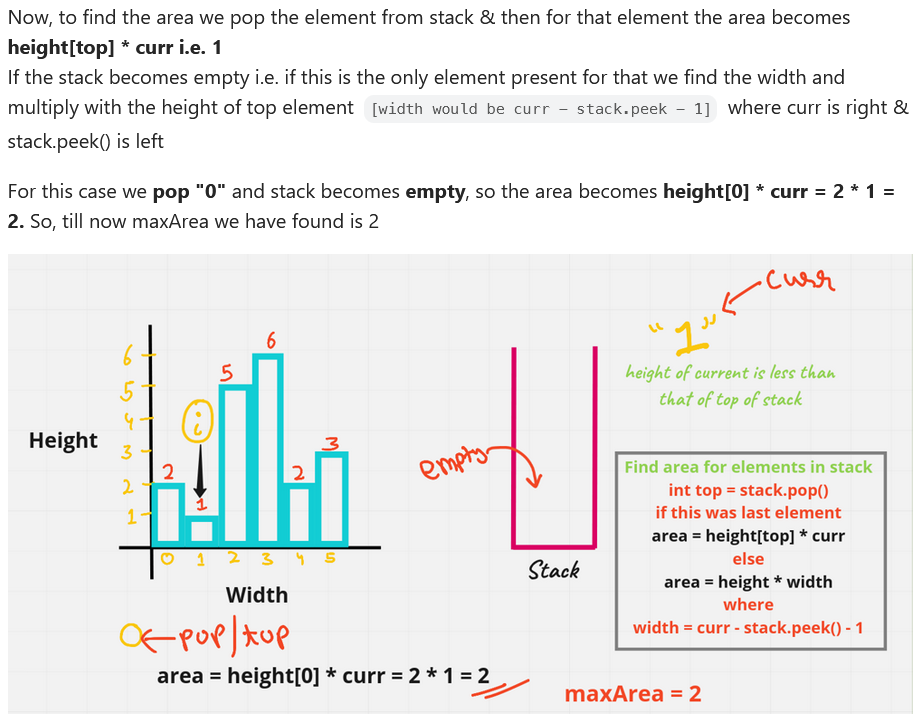 Now, to find the area we pop the element from stack & then for that element the area becomes
height[top] * curr i.e. 1
If the stack becomes empty i.e. if this is the only element present for that we find the width and
multiply with the height of top element [width would be curr - stack.peek - 1] where curr is right &
stack.peek() is left
For this case we pop "0" and stack becomes empty, so the area becomes height[0] * curr = 2 * 1 =
2. So, till now maxArea we have found is 2
curr
"1"
height of current is less than
that of top of stack
6
5
4
3
2
1
Height
i
2
1
5
6
2
3
0 1 2 3 4 5
Width
empty
Stack
Find area for elements in stack
int top = stack.pop()
if this was last element
area = height[top] * curr
else
area = height * width
where
width = curr - stack.peek() - 1
0 ← pop/top
area = height[0] * curr = 2 * 1 = 2
maxArea = 2